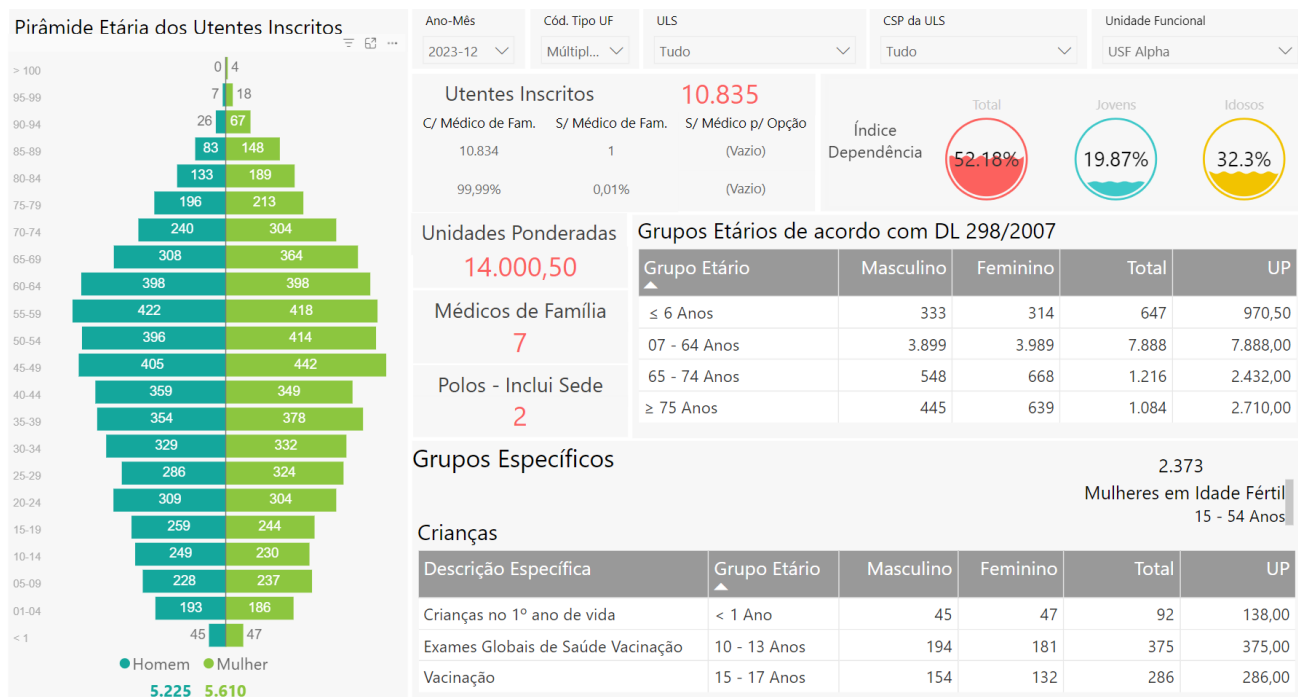 Pirâmide Etária dos Utentes Inscritos
> 100 0 4
95-99 7 18
90-94 26 67
85-89 83 148
80-84 133 189
75-79 196 213
70-74 240 304
65-69 308 364
60-64 398 398
55-59 422 418
50-54 396 414
45-49 405 442
40-44 359 349
35-39 354 378
30-34 329 332
25-29 286 324
20-24 309 304
15-19 259 244
10-14 249 230
05-09 228 237
01-04 193 186
< 1 45 47
Homem Mulher
5.225 5.610
Ano-Mês Cód. Tipo UF ULS CSP da ULS Unidade Funcional
2023-12 Múltipl... Tudo Tudo USF Alpha
Utentes Inscritos 10.835
C/ Médico de Fam. S/ Médico de Fam. S/ Médico p/ Opção
10.834 1 (Vazio)
99,99% 0,01% (Vazio)
Índice
Dependência
Total Jovens Idosos
52.18% 19.87% 32.3%
Unidades Ponderadas
14.000,50
Médicos de Família
7
Polos - Inclui Sede
2
Grupos Etários de acordo com DL 298/2007
Grupo Etário Masculino Feminino Total UP
≤ 6 Anos 333 314 647 970,50
07 - 64 Anos 3.899 3.989 7.888 7.888,00
65 - 74 Anos 548 668 1.216 2.432,00
≥ 75 Anos 445 639 1.084 2.710,00
Grupos Específicos
2.373
Mulheres em Idade Fértil
15 - 54 Anos
Crianças
Descrição Específica Grupo Etário Masculino Feminino Total UP
Crianças no 1º ano de vida < 1 Ano 45 47 92 138,00
Exames Globais de Saúde Vacinação 10 - 13 Anos 194 181 375 375,00
Vacinação 15 - 17 Anos 154 132 286 286,00